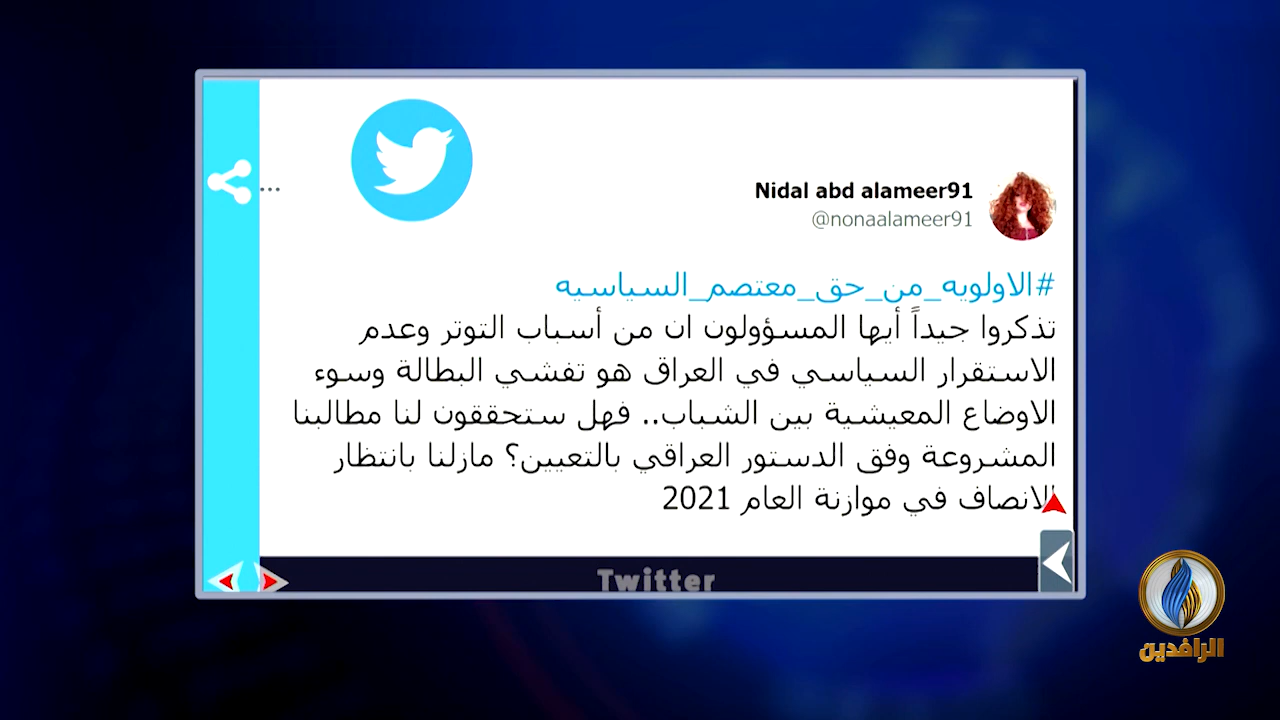 Nidal abd alameer91
@nonaalameer91
#الاولويه_من_حق_معتصم_السياسيه
تذكروا جيداً أيها المسؤولون ان من أسباب التوتر وعدم
الاستقرار السياسي في العراق هو تفشي البطالة وسوء
الاوضاع المعيشية بين الشباب.. فهل ستحققون لنا مطالبنا
المشروعة وفق الدستور العراقي بالتعيين؟ مازلنا بانتظار
الانصاف في موازنة العام 2021
Twitter
الرافدين